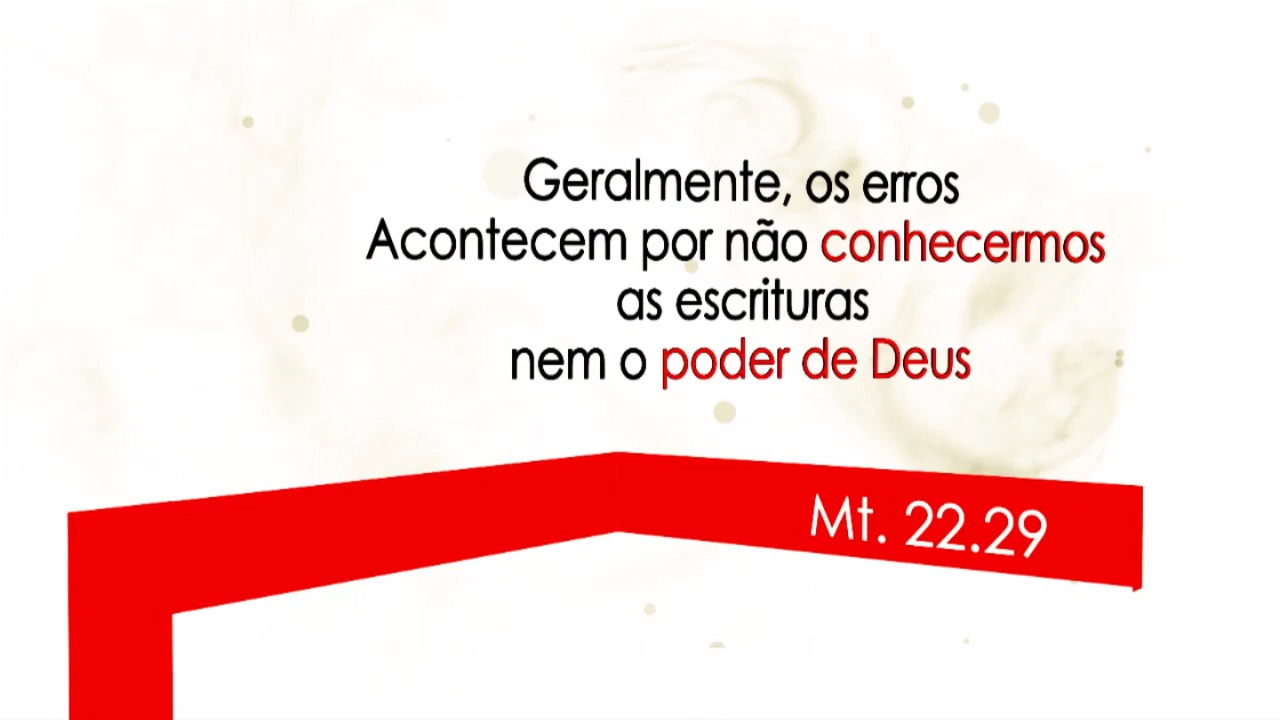 Geralmente, os erros
Acontecem por não conhecermos
as escrituras
nem o poder de Deus
Mt. 22.29